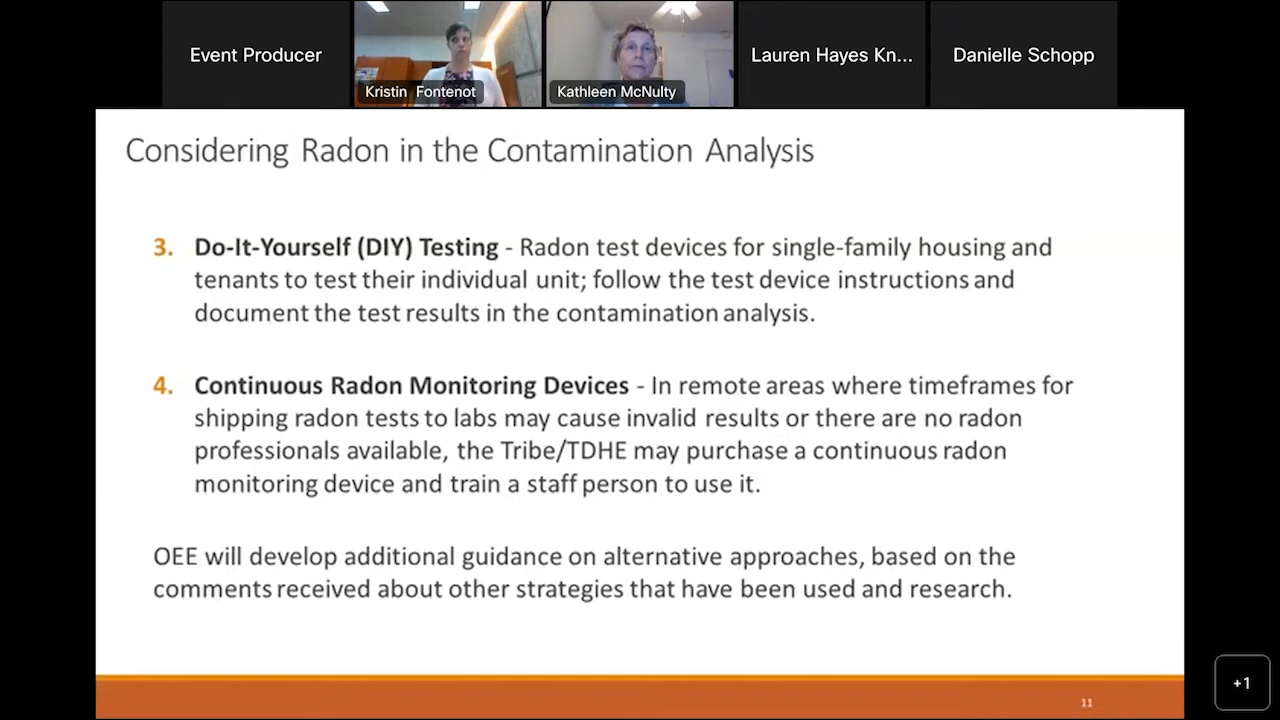 Event Producer
Kristin Fontenot
Kathleen McNulty
Lauren Hayes Kn...
Danielle Schopp
Considering Radon in the Contamination Analysis
3. Do-It-Yourself (DIY) Testing - Radon test devices for single-family housing and
tenants to test their individual unit; follow the test device instructions and
document the test results in the contamination analysis.
4. Continuous Radon Monitoring Devices - In remote areas where timeframes for
shipping radon tests to labs may cause invalid results or there are no radon
professionals available, the Tribe/TDHE may purchase a continuous radon
monitoring device and train a staff person to use it.
OEE will develop additional guidance on alternative approaches, based on the
comments received about other strategies that have been used and research.
11
+1